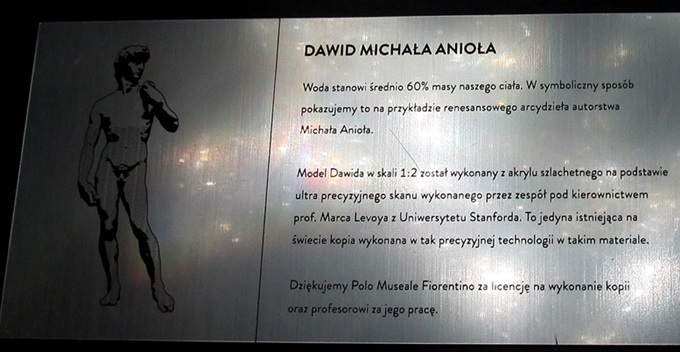 DAWID MICHAŁA ANIOŁA
Woda stanowi średnio 60% masy naszego ciała. W symboliczny sposób
pokazujemy to na przykładzie renesansowego arcydzieła autorstwa
Michała Anioła.
Model Dawida w skali 1:2 został wykonany z akrylu szlachetnego na podstawie
ultra precyzyjnego skanu wykonanego przez zespół pod kierownictwem
prof. Marca Levoya z Uniwersytetu Stanforda. To jedyna istniejąca na
świecie kopia wykonana w tak precyzyjnej technologii w takim materiale.
Dziękujemy Polo Museale Fiorentino za licencję na wykonanie kopii
oraz profesorowi za jego pracę.